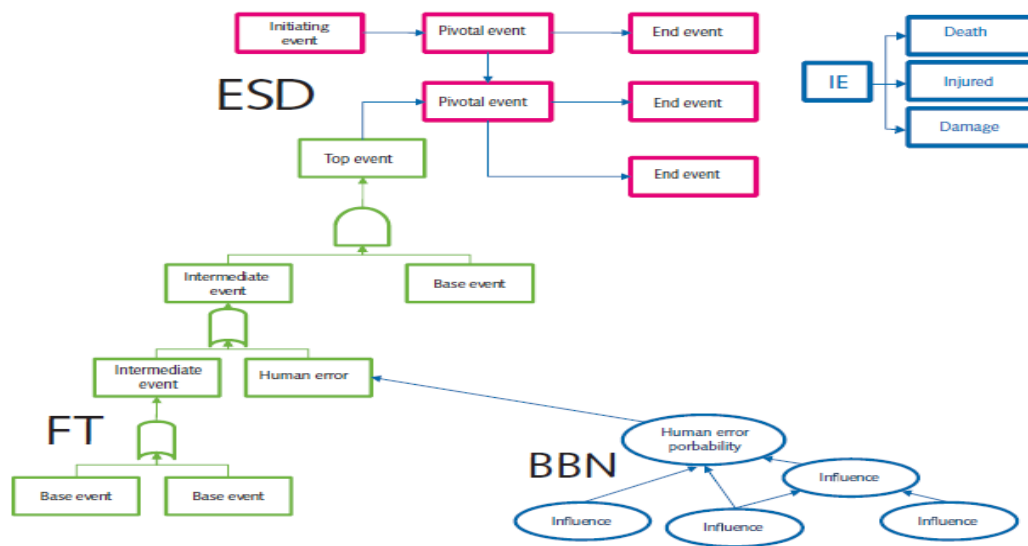 Initiating
event
Pivotal event
End event
ESD
Pivotal event
End event
IE
Death
Injured
Damage
Top event
End event
Intermediate
event
Base event
Intermediate
event
Human error
FT
Base event
Base event
Human error
porbability
BBN
Influence
Influence
Influence
Influence